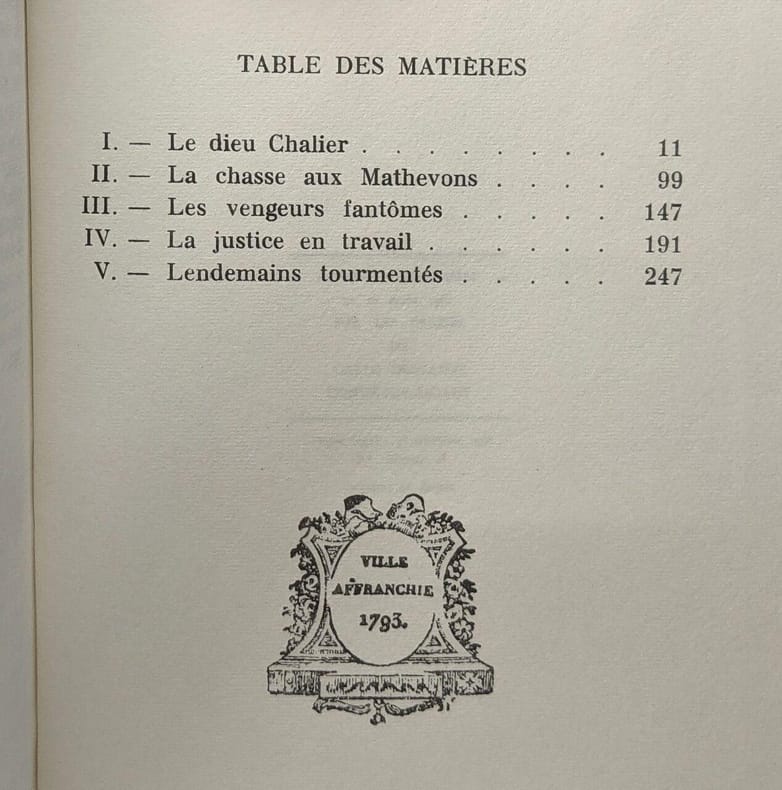 TABLE DES MATIÈRES
I. — Le dieu Chalier . . . . . . . . 11
II. — La chasse aux Mathevons . . . . 99
III. — Les vengeurs fantômes . . . . . 147
IV. — La justice en travail . . . . . . 191
V. — Lendemains tourmentés . . . . . 247
VILLE
AFFRANCHIE
1793.